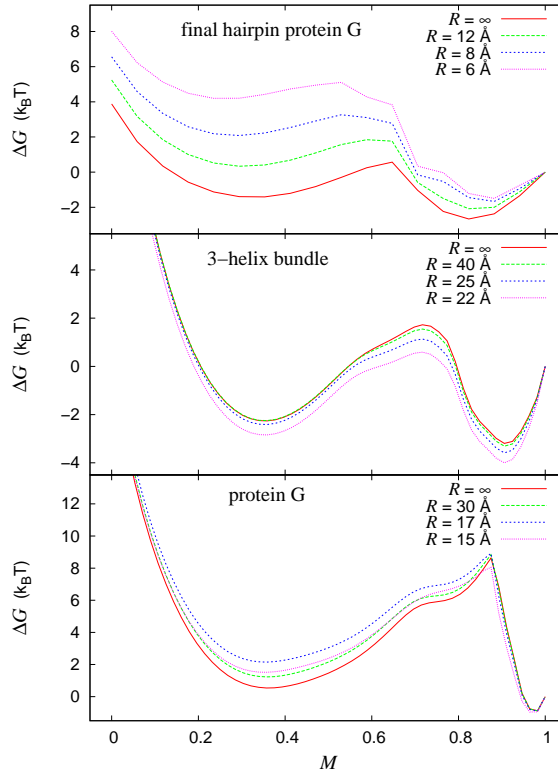 final hairpin protein G
R = ∞
R = 12 Å
R = 8 Å
R = 6 Å
ΔG (kBT)
8
6
4
2
0
−2
3−helix bundle
R = ∞
R = 40 Å
R = 25 Å
R = 22 Å
ΔG (kBT)
4
2
0
−2
−4
protein G
R = ∞
R = 30 Å
R = 17 Å
R = 15 Å
ΔG (kBT)
12
10
8
6
4
2
0
0 0.2 0.4 0.6 0.8 1
M